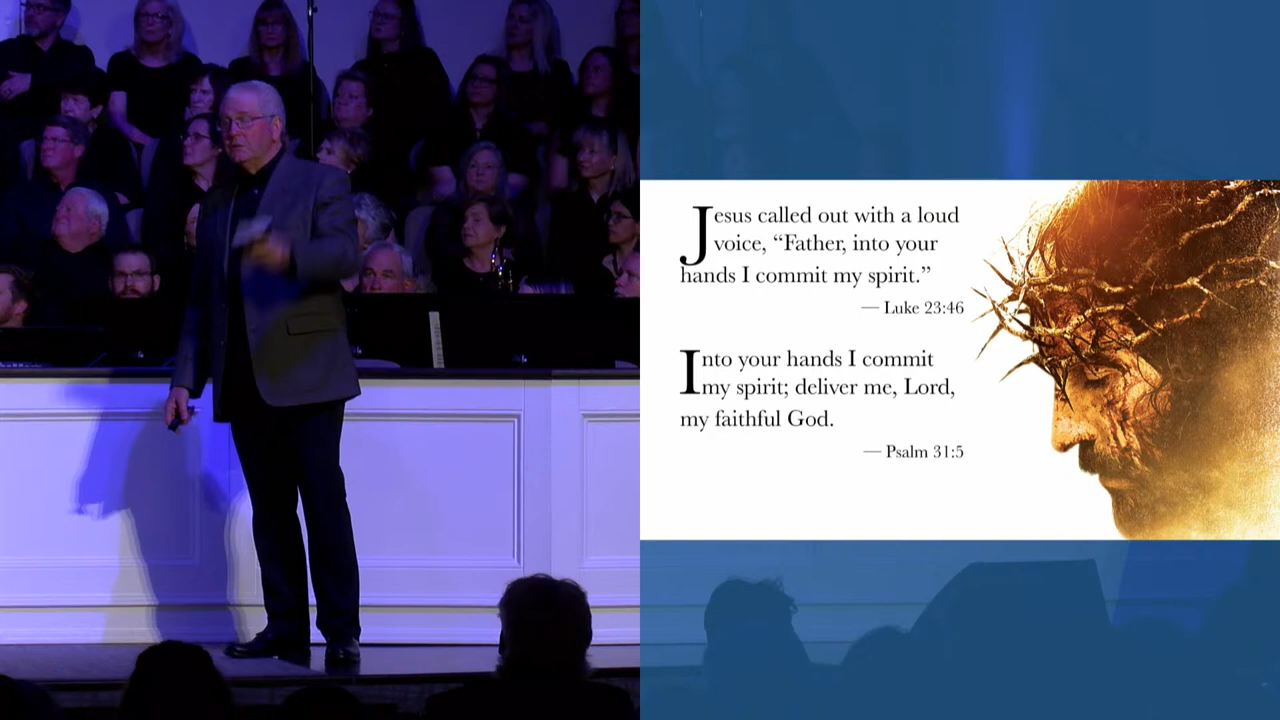 Jesus called out with a loud
voice, “Father, into your
hands I commit my spirit.”
— Luke 23:46
Into your hands I commit
my spirit; deliver me, Lord,
my faithful God.
— Psalm 31:5